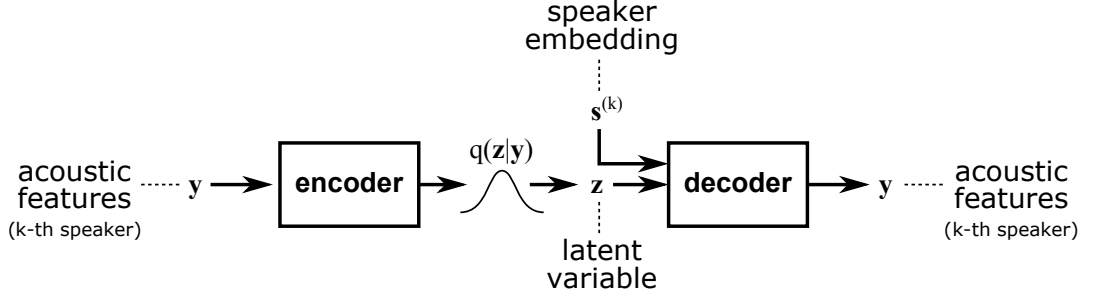 speaker
embedding
s^(k)
q(z|y)
acoustic
features
(k-th speaker)
y
encoder
z
decoder
y
acoustic
features
(k-th speaker)
latent
variable